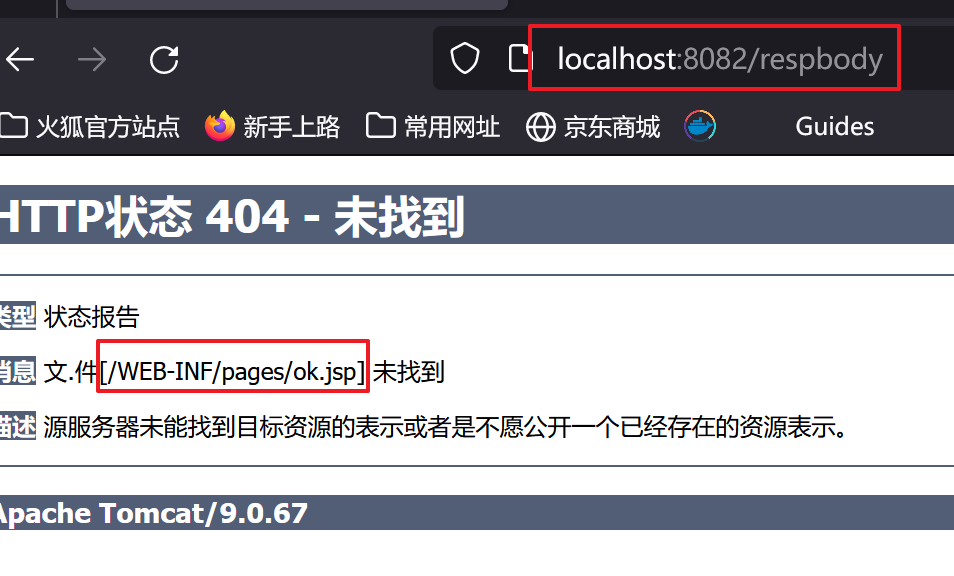 localhost:8082/respbody
火狐官方站点 新手上路 常用网址 京东商城 Guides
HTTP状态 404 - 未找到
类型 状态报告
消息 文.件[/WEB-INF/pages/ok.jsp] 未找到
描述 源服务器未能找到目标资源的表示或者是不愿公开一个已经存在的资源表示。
Apache Tomcat/9.0.67